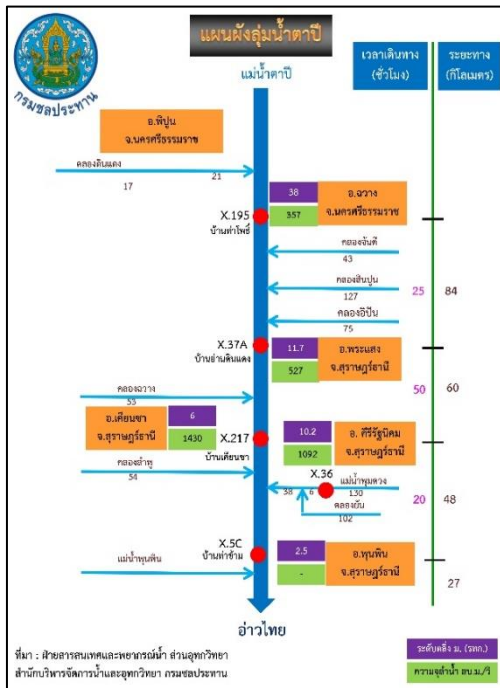 แผนผังลุ่มน้ำตาปี
แม่น้ำตาปี
เวลาเดินทาง
(ชั่วโมง)
ระยะทาง
(กิโลเมตร)
กรมชลประทาน
อ.พิปูน
จ.นครศรีธรรมราช
คลองดินแดง
17
21
X.195
บ้านท่าโพธิ์
38
357
อ.ฉวาง
จ.นครศรีธรรมราช
คลองจันดี
43
คลองสินปุน
127
25
84
คลองอิปัน
75
X.37A
บ้านย่านดินแดง
11.7
527
อ.พระแสง
จ.สุราษฎร์ธานี
50
60
คลองฉวาง
53
อ.เคียนซา
จ.สุราษฎร์ธานี
6
1430
X.217
บ้านเคียนซา
10.2
1092
อ. คีรีรัฐนิคม
จ.สุราษฎร์ธานี
คลองลำทู
54
X.36
แม่น้ำพุมดวง
38
6
130
คลองยัน
102
20
48
X.5C
บ้านท่าข้าม
2.5
-
อ.พุนพิน
จ.สุราษฎร์ธานี
แม่น้ำพุนพิน
27
อ่าวไทย
ที่มา : ฝ่ายสารสนเทศและพยากรณ์น้ำ ส่วนอุทกวิทยา
สำนักบริหารจัดการน้ำและอุทกวิทยา กรมชลประทาน
ระดับตลิ่ง ม. (รทก.)
ความจุลำน้ำ ลบ.ม./วิ